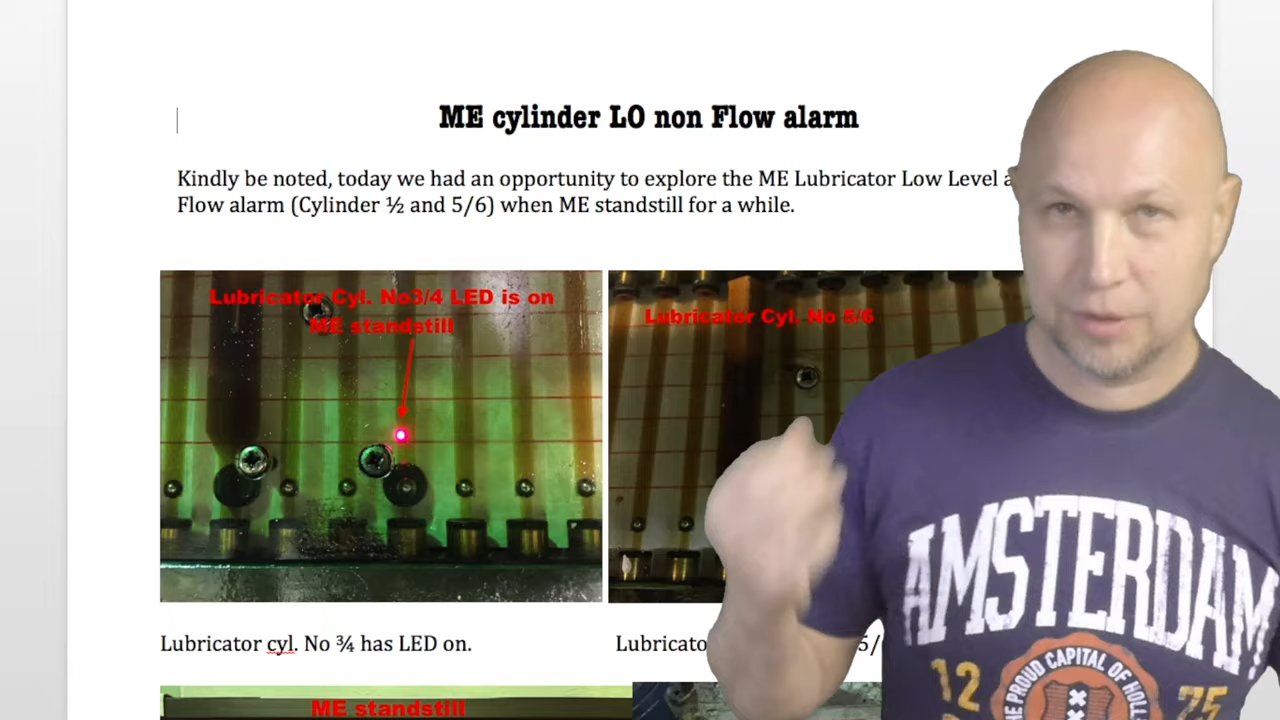 ME cylinder LO non Flow alarm
Kindly be noted, today we had an opportunity to explore the ME Lubricator Low Level
Flow alarm (Cylinder ½ and 5/6) when ME standstill for a while.
Lubricator Cyl. No3/4 LED is on
ME standstill
Lubricator Cyl. No 5/6
Lubricator cyl. No ¾ has LED on.
5/
ME standstill
AMSTERDAM
12
75
PROUD CAPITAL OF